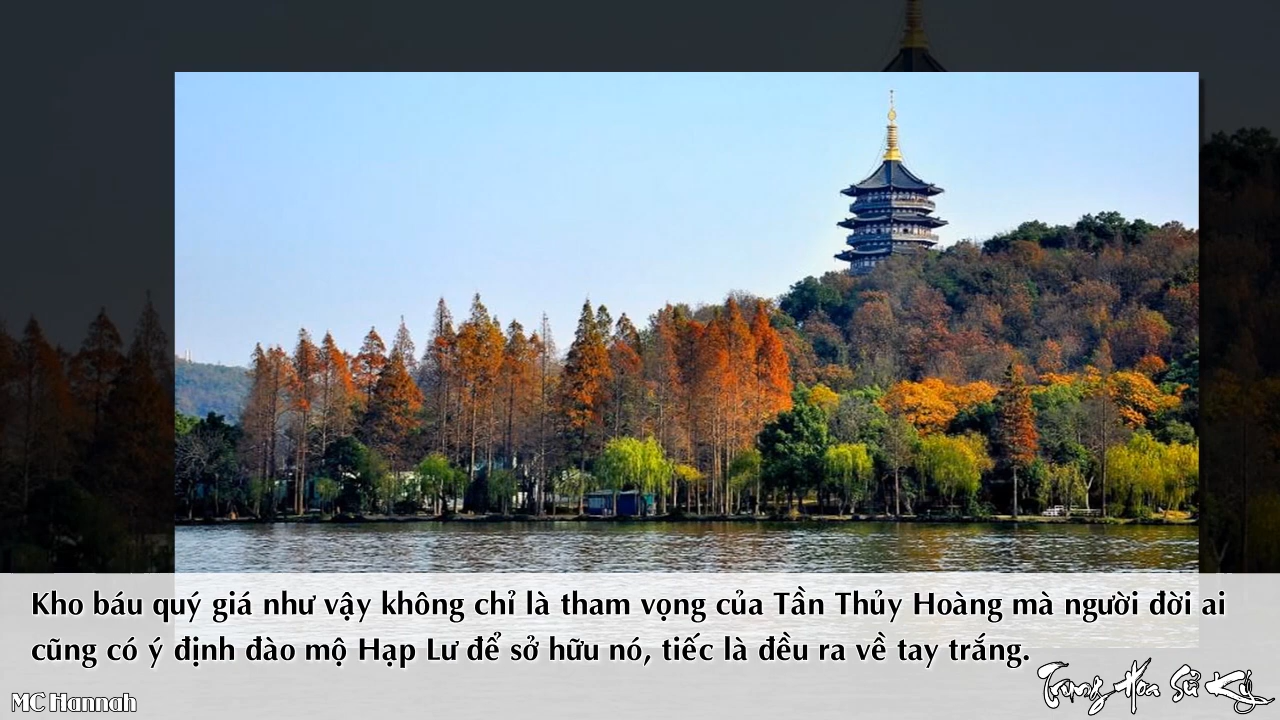 Kho báu quý giá như vậy không chỉ là tham vọng của Tần Thủy Hoàng mà người đời ai
cũng có ý định đào mộ Hạp Lư để sở hữu nó, tiếc là đều ra về tay trắng.
Trung Hoa Sử Ký
MC Hannah